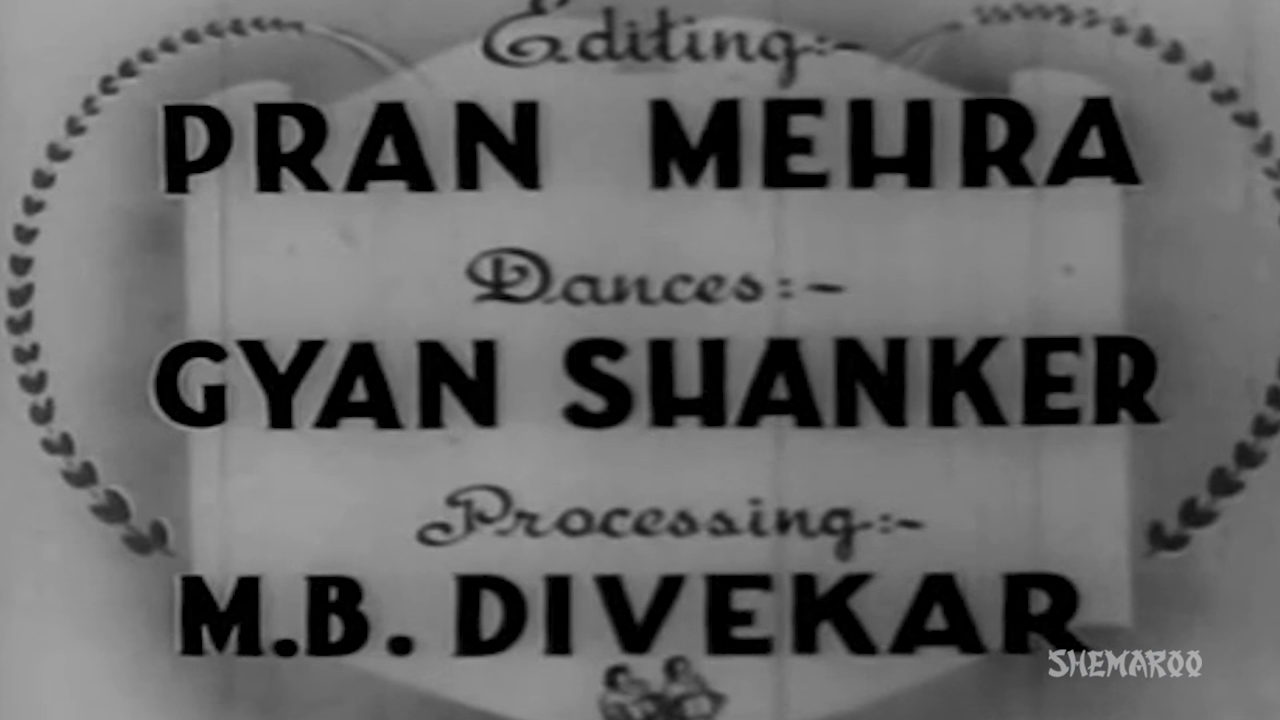 Editing:-
PRAN MEHRA
Dances:-
GYAN SHANKER
Processing:-
M.B. DIVEKAR
SHEMAROO